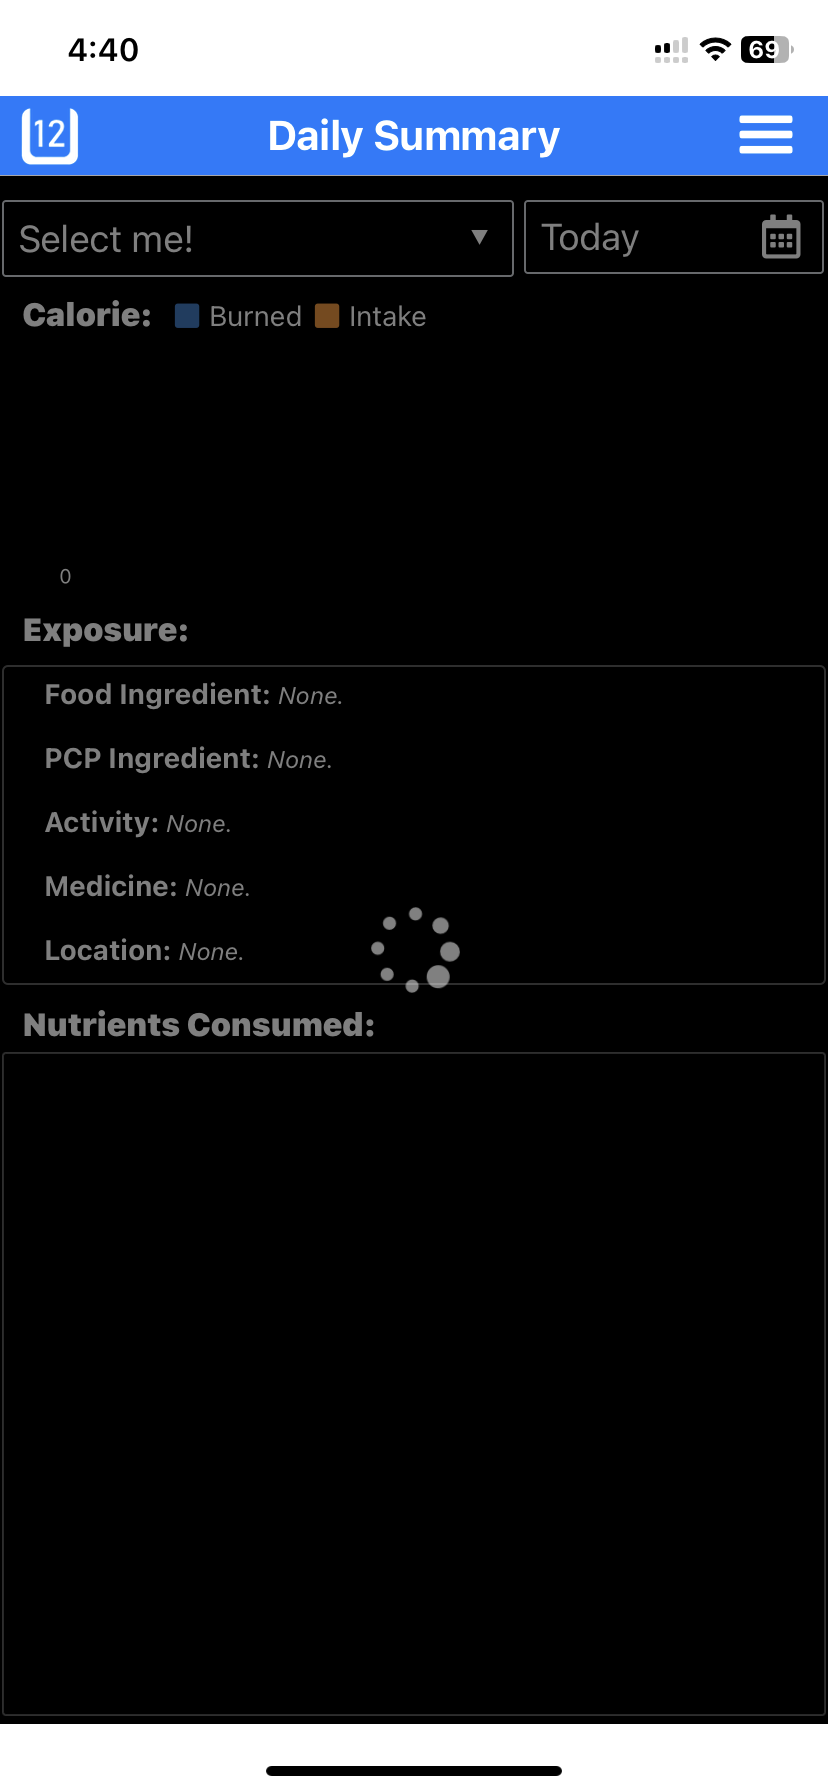 4:40
69
12
Daily Summary
Select me! ▼
Today
Calorie: Burned Intake
0
Exposure:
Food Ingredient: None.
PCP Ingredient: None.
Activity: None.
Medicine: None.
Location: None.
Nutrients Consumed: